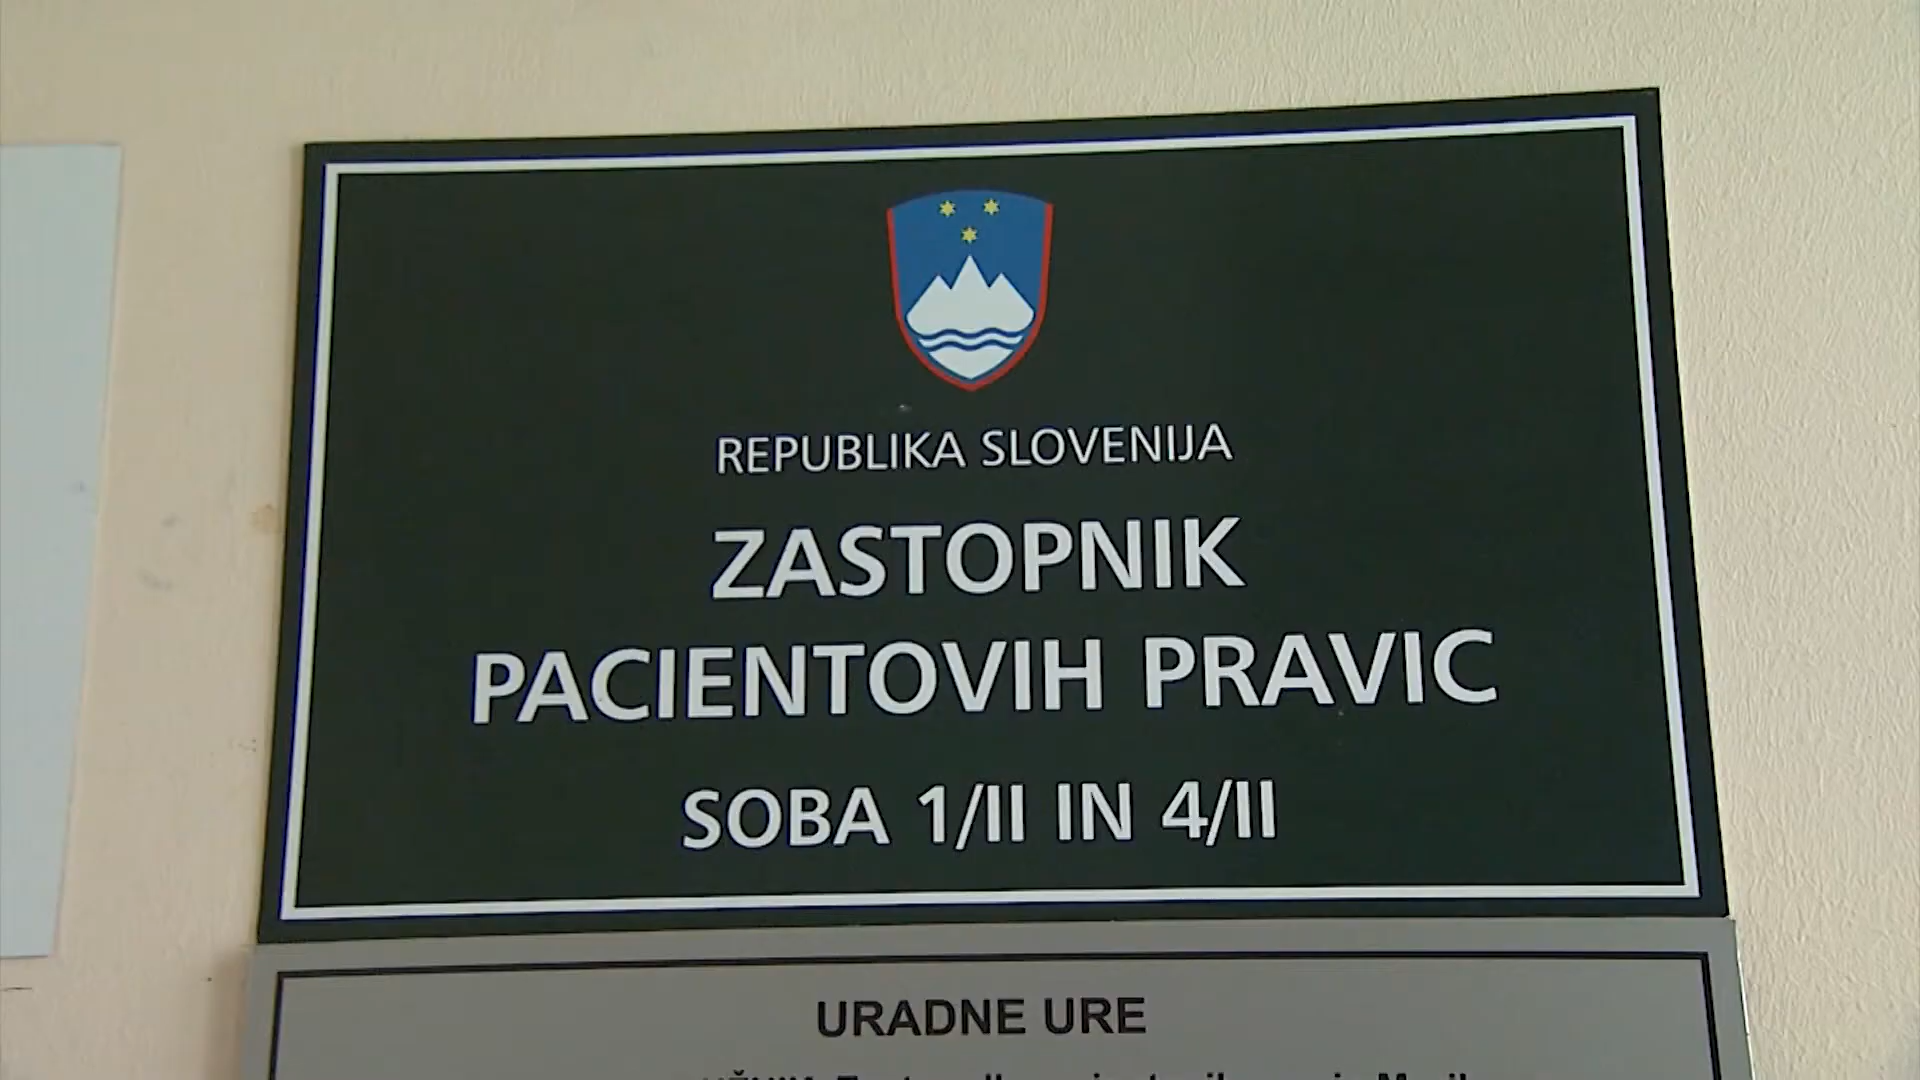 REPUBLIKA SLOVENIJA
ZASTOPNIK
PACIENTOVIH PRAVIC
SOBA 1/II IN 4/II
URADNE URE